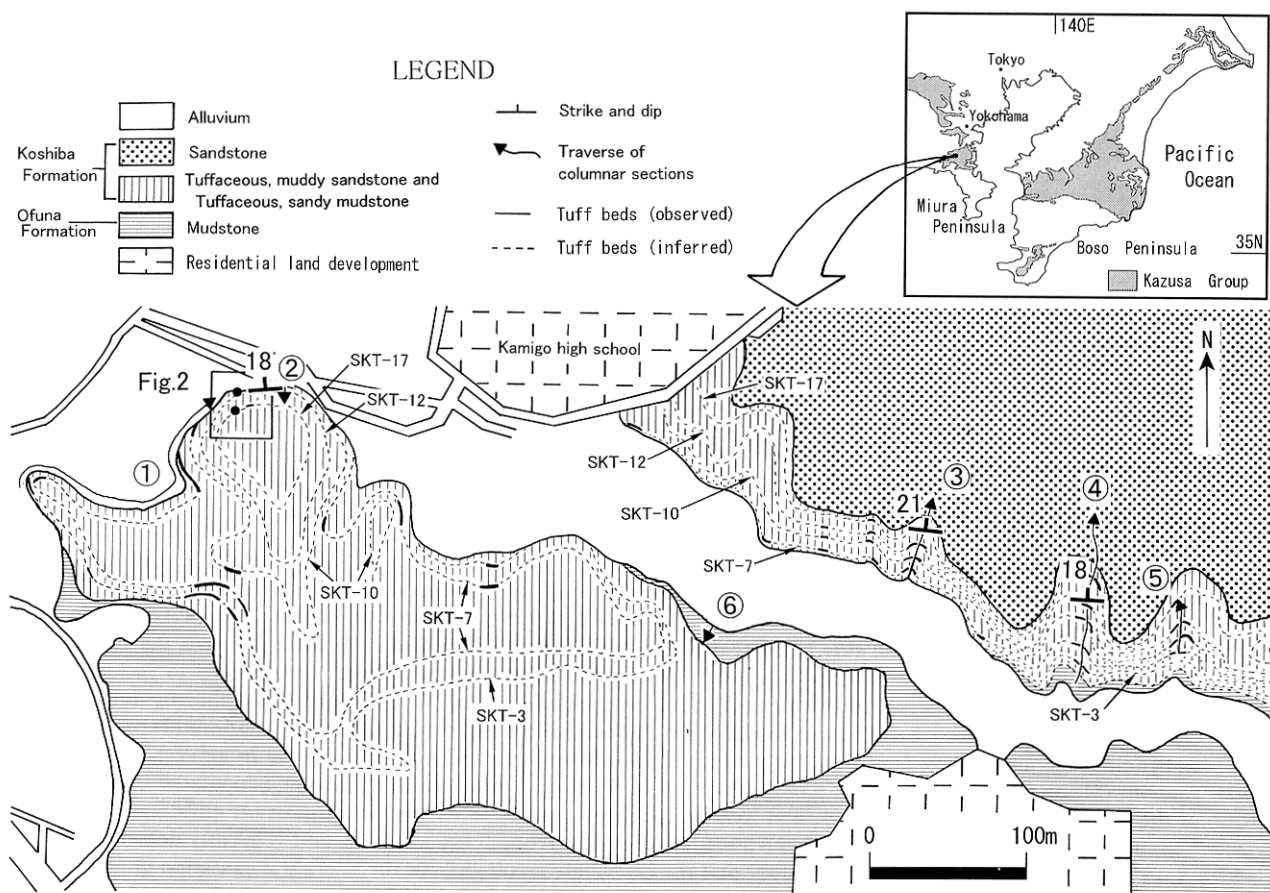 LEGEND
Alluvium
Koshiba
Formation
Sandstone
Tuffaceous, muddy sandstone and
Tuffaceous, sandy mudstone
Ofuna
Formation
Mudstone
Residential land development
Strike and dip
Traverse of
columnar sections
Tuff beds (observed)
Tuff beds (inferred)
140E
Tokyo
Yokohama
Pacific
Ocean
Miura
Peninsula
Boso Peninsula
35N
Kazusa Group
Kamigo high school
N
Fig.2
18
②
SKT-17
SKT-12
①
SKT-10
SKT-7
SKT-3
⑥
SKT-17
SKT-12
SKT-10
SKT-7
21
③
④
18
⑤
SKT-3
0
100m